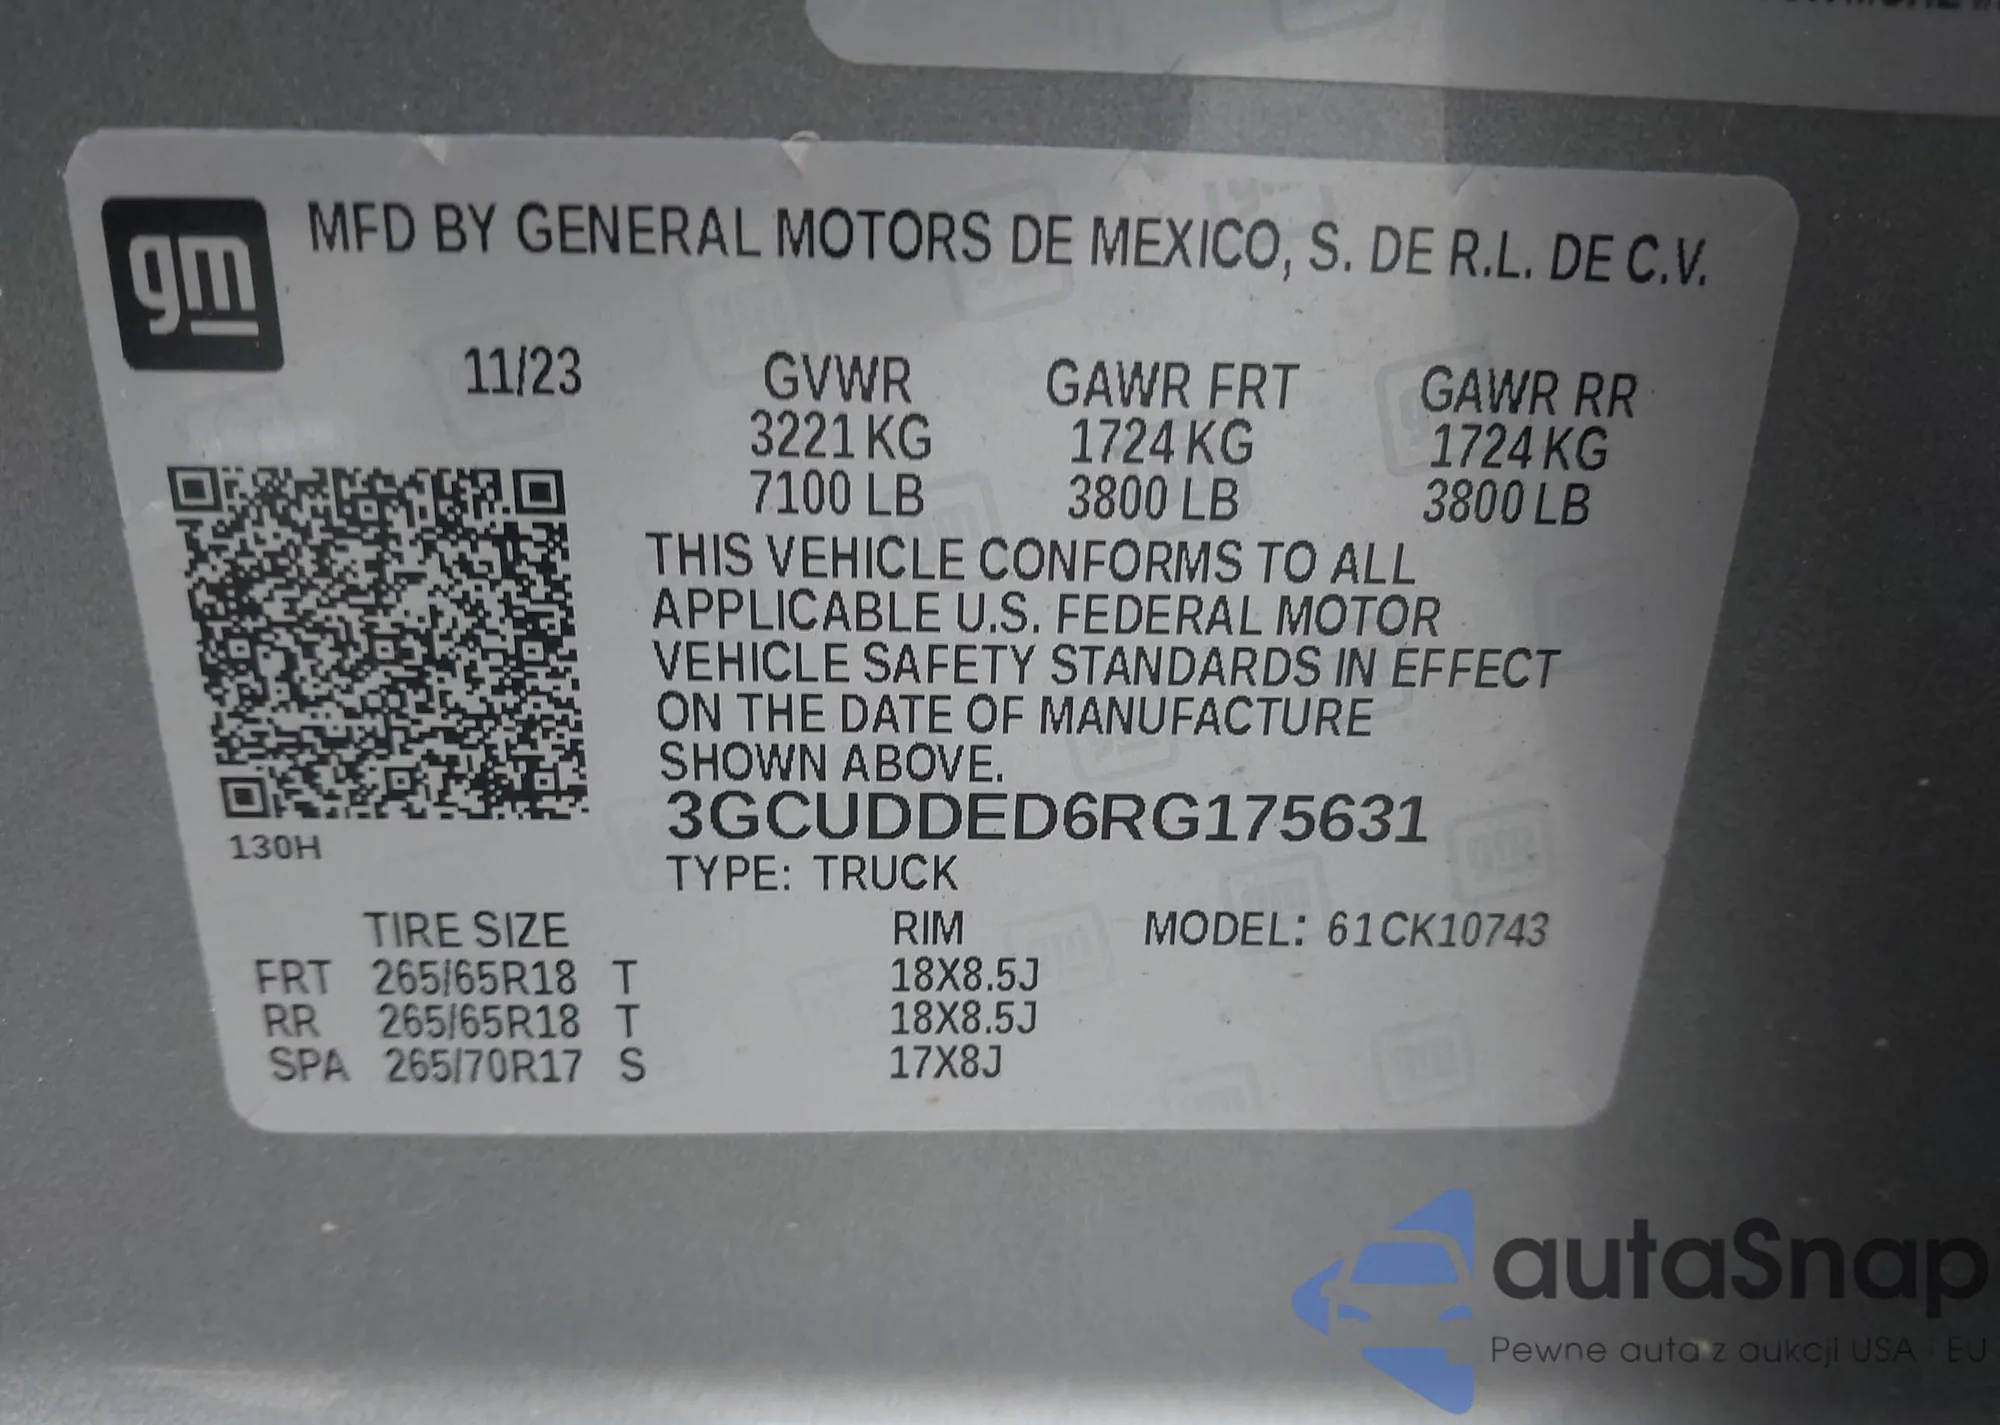 gm
MFD BY GENERAL MOTORS DE MEXICO, S. DE R.L. DE C.V.
11/23 GVWR GAWR FRT GAWR RR
3221 KG 1724 KG 1724 KG
7100 LB 3800 LB 3800 LB
THIS VEHICLE CONFORMS TO ALL
APPLICABLE U.S. FEDERAL MOTOR
VEHICLE SAFETY STANDARDS IN EFFECT
ON THE DATE OF MANUFACTURE
SHOWN ABOVE.
3GCUDDED6RG175631
130H
TYPE: TRUCK
TIRE SIZE RIM MODEL: 61CK10743
FRT 265/65R18 T 18X8.5J
RR 265/65R18 T 18X8.5J
SPA 265/70R17 S 17X8J
autaSnap
Pewne auta z aukcji USA i EU